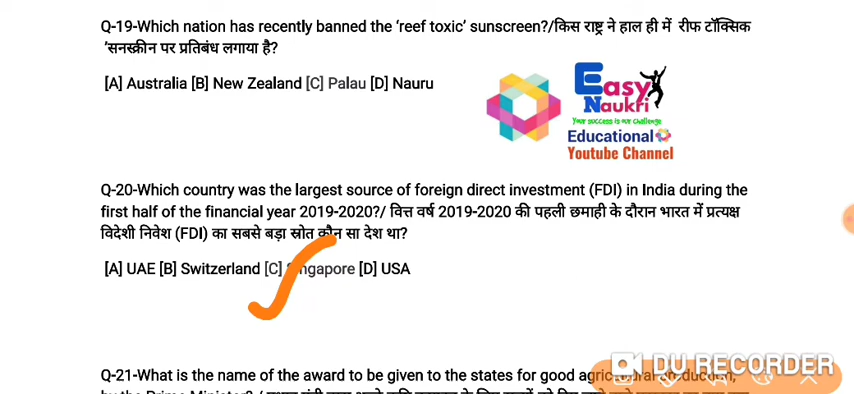 Q-19-Which nation has recently banned the ‘reef toxic’ sunscreen?/किस राष्ट्र ने हाल ही में रीफ टॉक्सिक
’सनस्क्रीन पर प्रतिबंध लगाया है?
[A] Australia [B] New Zealand [C] Palau [D] Nauru
Easy
Naukri
Your success is our challenge
Educational
Youtube Channel
Q-20-Which country was the largest source of foreign direct investment (FDI) in India during the
first half of the financial year 2019-2020?/ वित्त वर्ष 2019-2020 की पहली छमाही के दौरान भारत में प्रत्यक्ष
विदेशी निवेश (FDI) का सबसे बड़ा स्रोत कौन सा देश था?
[A] UAE [B] Switzerland [C] Singapore [D] USA
DU RECORDER
Q-21-What is the name of the award to be given to the states for good agricultural production,